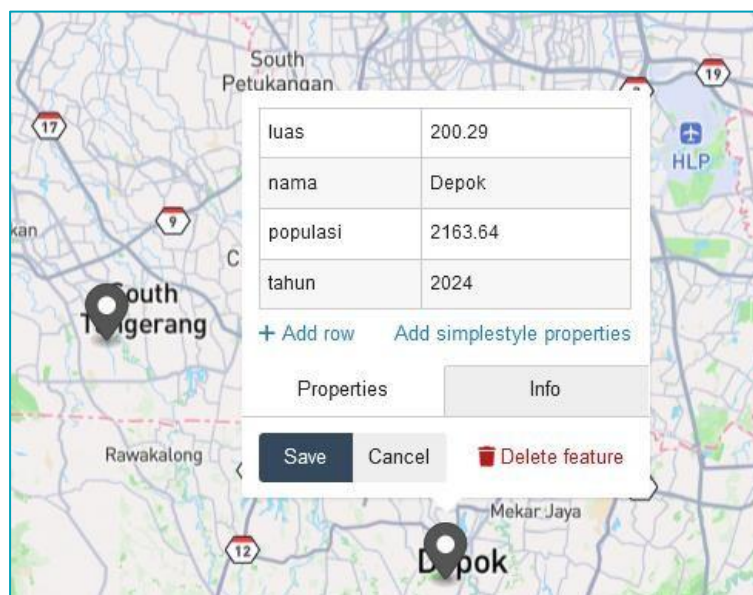 South
Petukangan
19
17
HLP
9
South
Tangerang
luas 200.29
nama Depok
populasi 2163.64
tahun 2024
+ Add row Add simplestyle properties
Properties Info
Save Cancel Delete feature
Rawakalong
Mekar Jaya
12
Depok